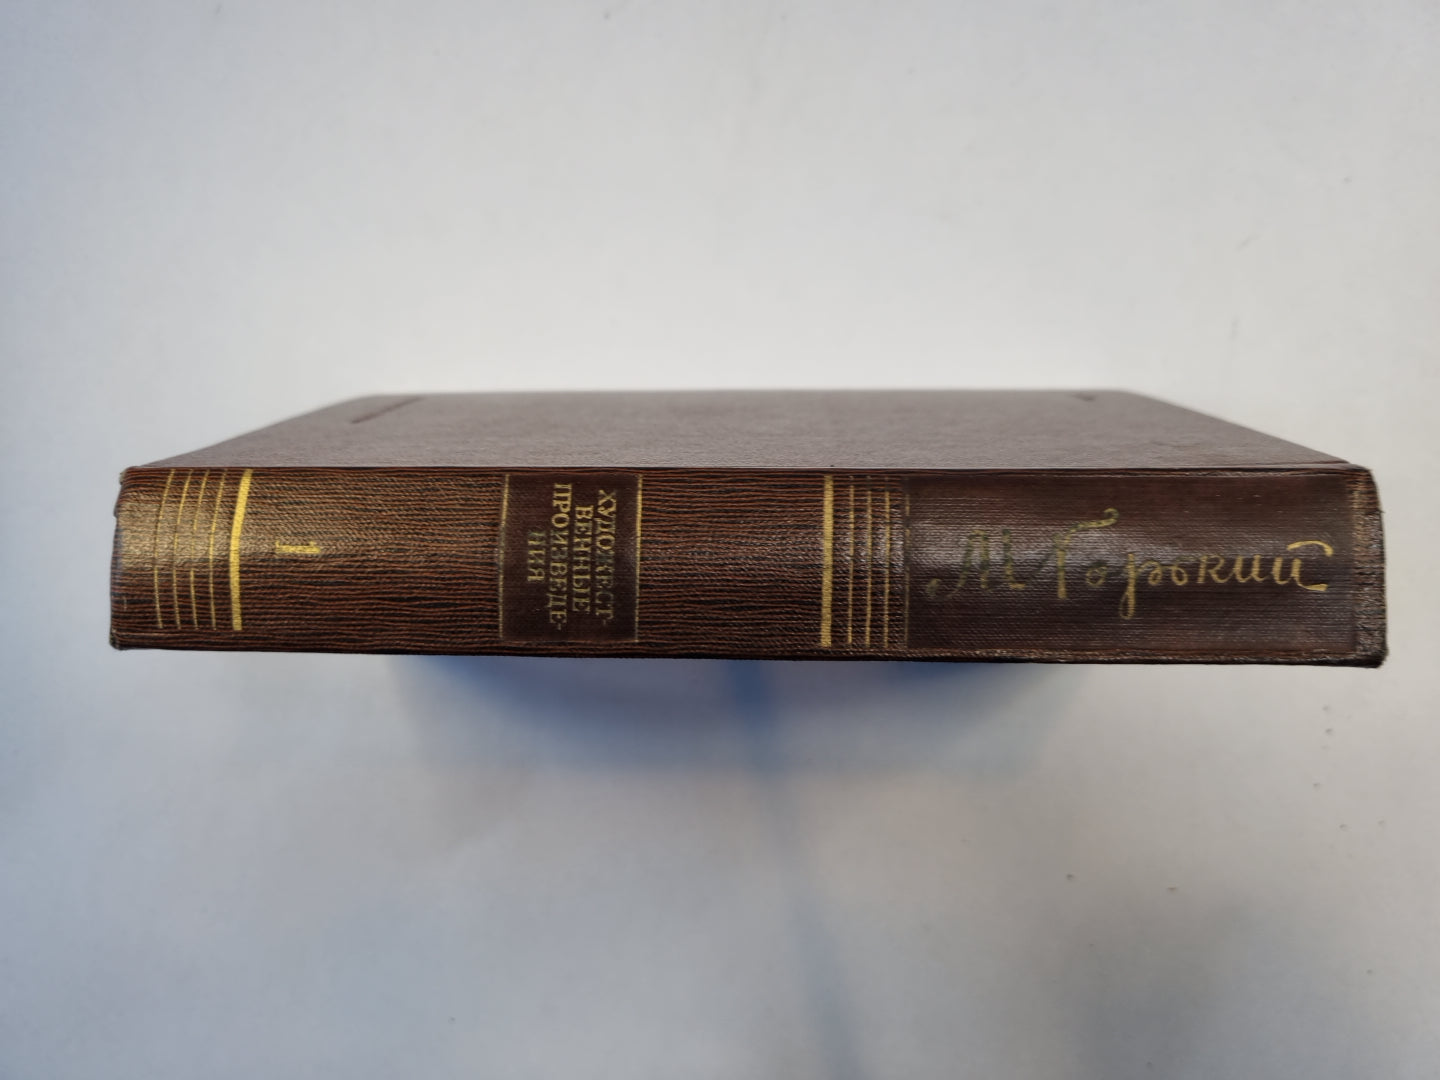 М Горький
ХУДОЖЕСТ-
ВЕННЫЕ
ПРОИЗВЕДЕ-
НИЯ
1